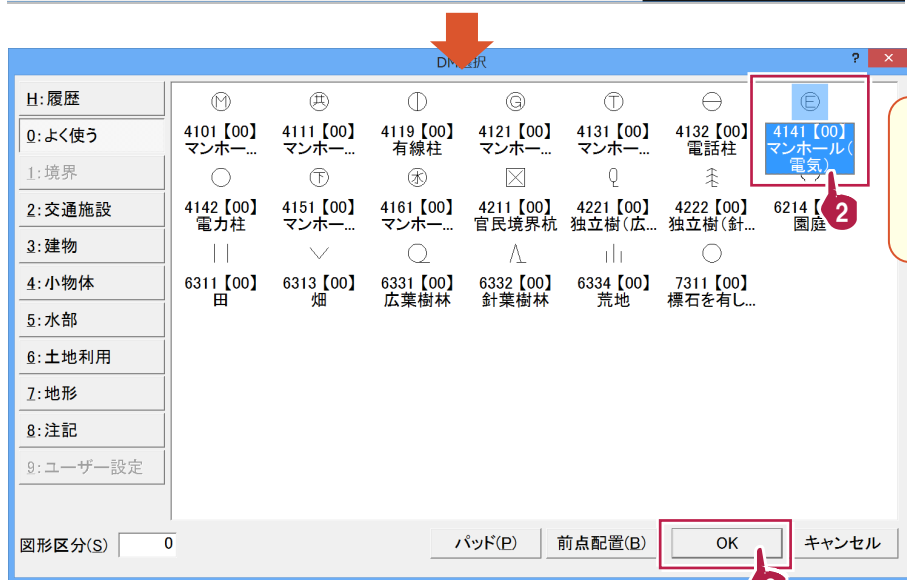 DM選択
?
×
H:履歴
0:よく使う
1:境界
2:交通施設
3:建物
4:小物体
5:水部
6:土地利用
7:地形
8:注記
9:ユーザー設定
M 共 G T E
4101【00】 4111【00】 4119【00】 4121【00】 4131【00】 4132【00】 4141【00】
マンホー... マンホー... 有線柱 マンホー... マンホー... 電話柱 マンホール(
電気)
2
下 水
4142【00】 4151【00】 4161【00】 4211【00】 4221【00】 4222【00】 6214
電力柱 マンホー... マンホー... 官民境界杭 独立樹(広... 独立樹(針... 園庭
6311【00】 6313【00】 6331【00】 6332【00】 6334【00】 7311【00】
田 畑 広葉樹林 針葉樹林 荒地 標石を有し...
図形区分(S) 0
パッド(P) 前点配置(B) OK キャンセル